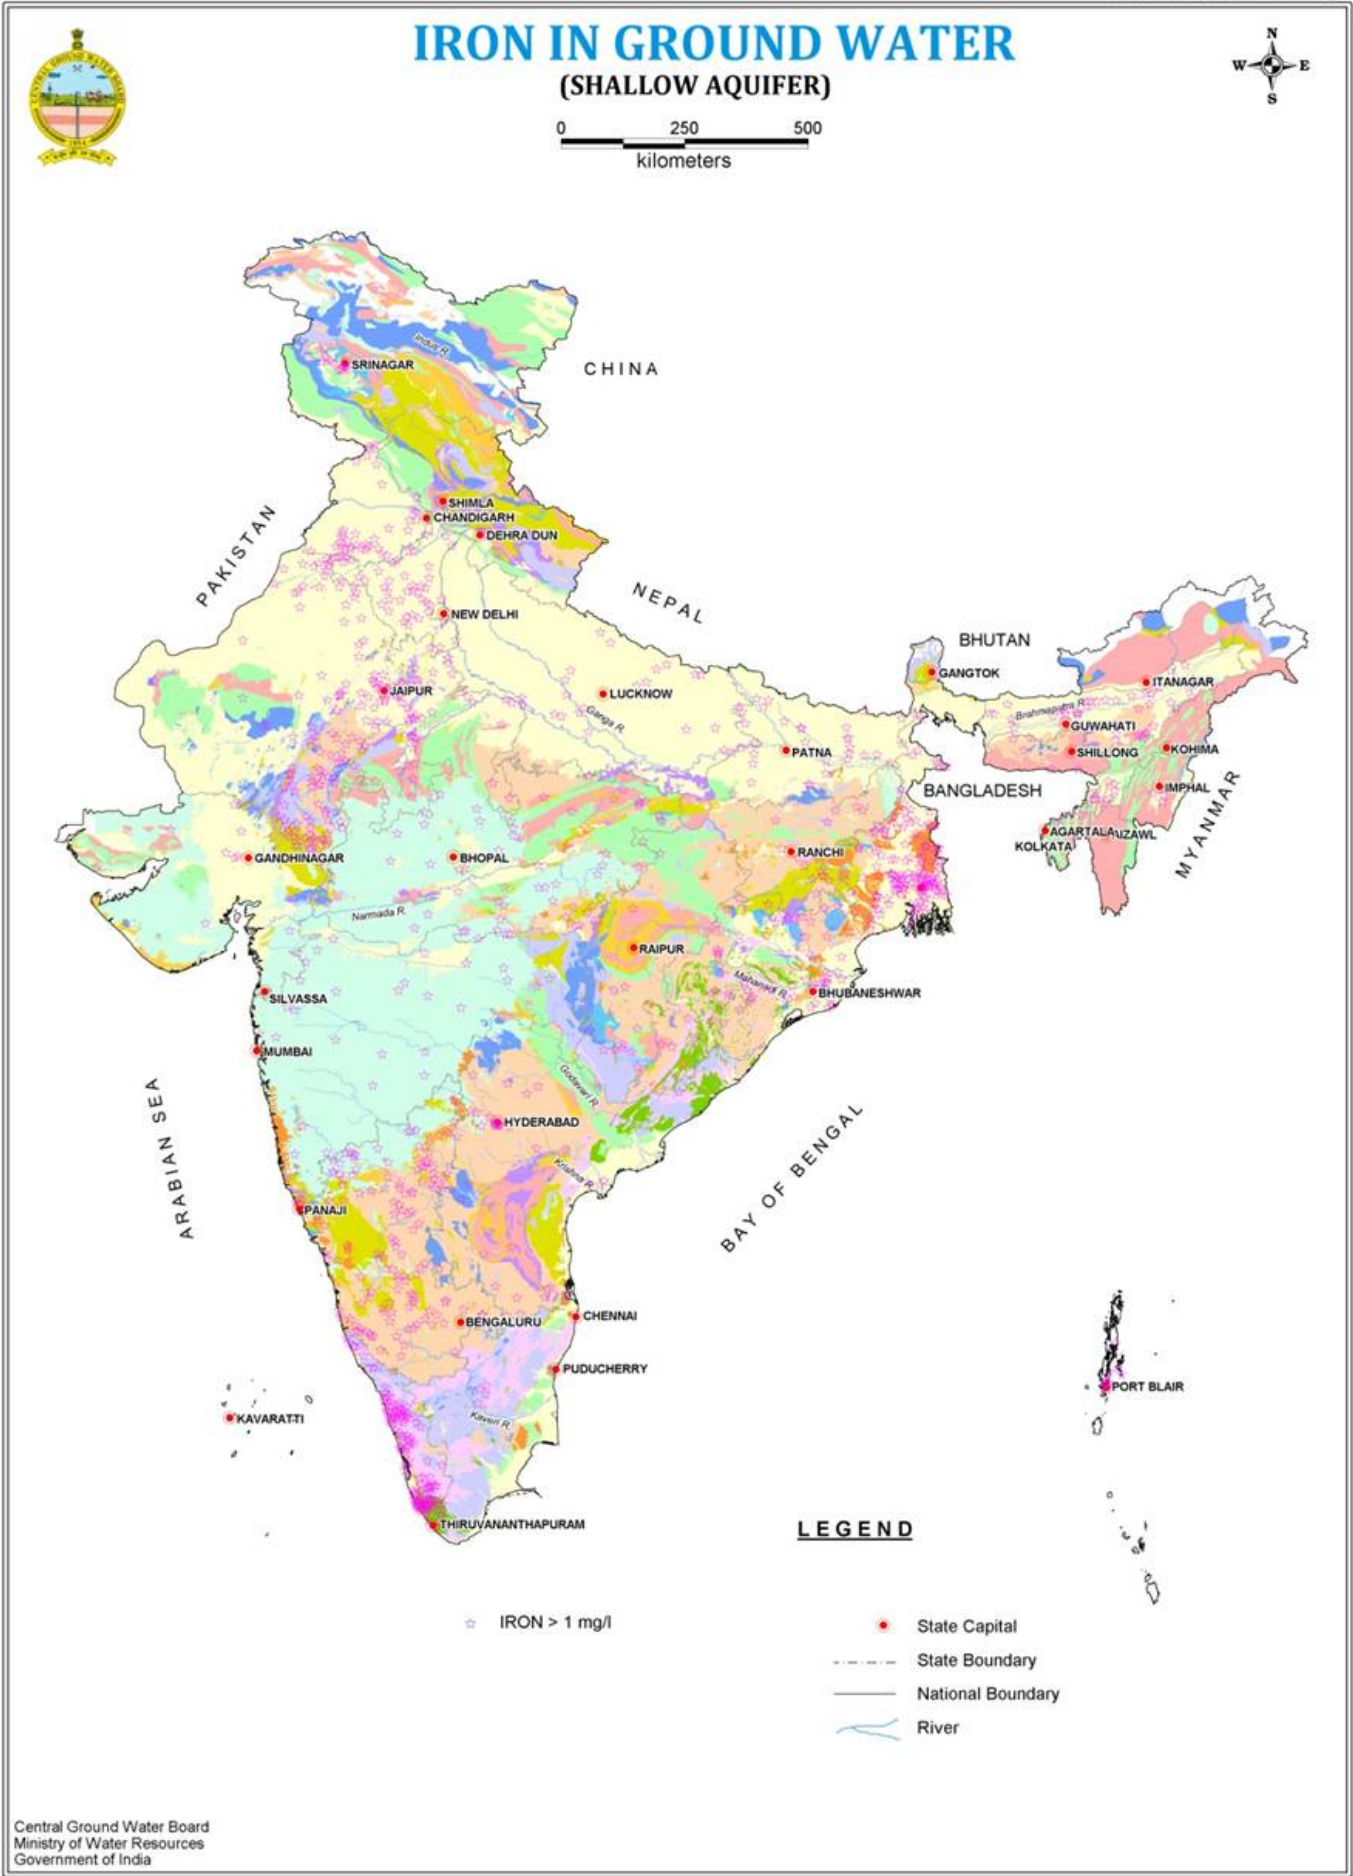 IRON IN GROUND WATER
(SHALLOW AQUIFER)
0 250 500
kilometers
N
W E
S
CENTRAL GROUND WATER BOARD
Indus R.
SRINAGAR
CHINA
SHIMLA
CHANDIGARH
DEHRA DUN
PAKISTAN
NEPAL
NEW DELHI
BHUTAN
GANGTOK
ITANAGAR
JAIPUR
LUCKNOW
Ganga R.
Brahmaputra R.
GUWAHATI
SHILLONG
KOHIMA
PATNA
BANGLADESH
IMPHAL
MYANMAR
AGARTALA
AIZAWL
KOLKATA
GANDHINAGAR
BHOPAL
RANCHI
Narmada R.
RAIPUR
Mahanadi R.
BHUBANESHWAR
SILVASSA
MUMBAI
Godavari R.
ARABIAN SEA
HYDERABAD
BAY OF BENGAL
Krishna R.
PANAJI
BENGALURU
CHENNAI
PUDUCHERRY
PORT BLAIR
KAVARATTI
Kaveri R.
THIRUVANANTHAPURAM
LEGEND
IRON > 1 mg/l
State Capital
State Boundary
National Boundary
River
Central Ground Water Board
Ministry of Water Resources
Government of India